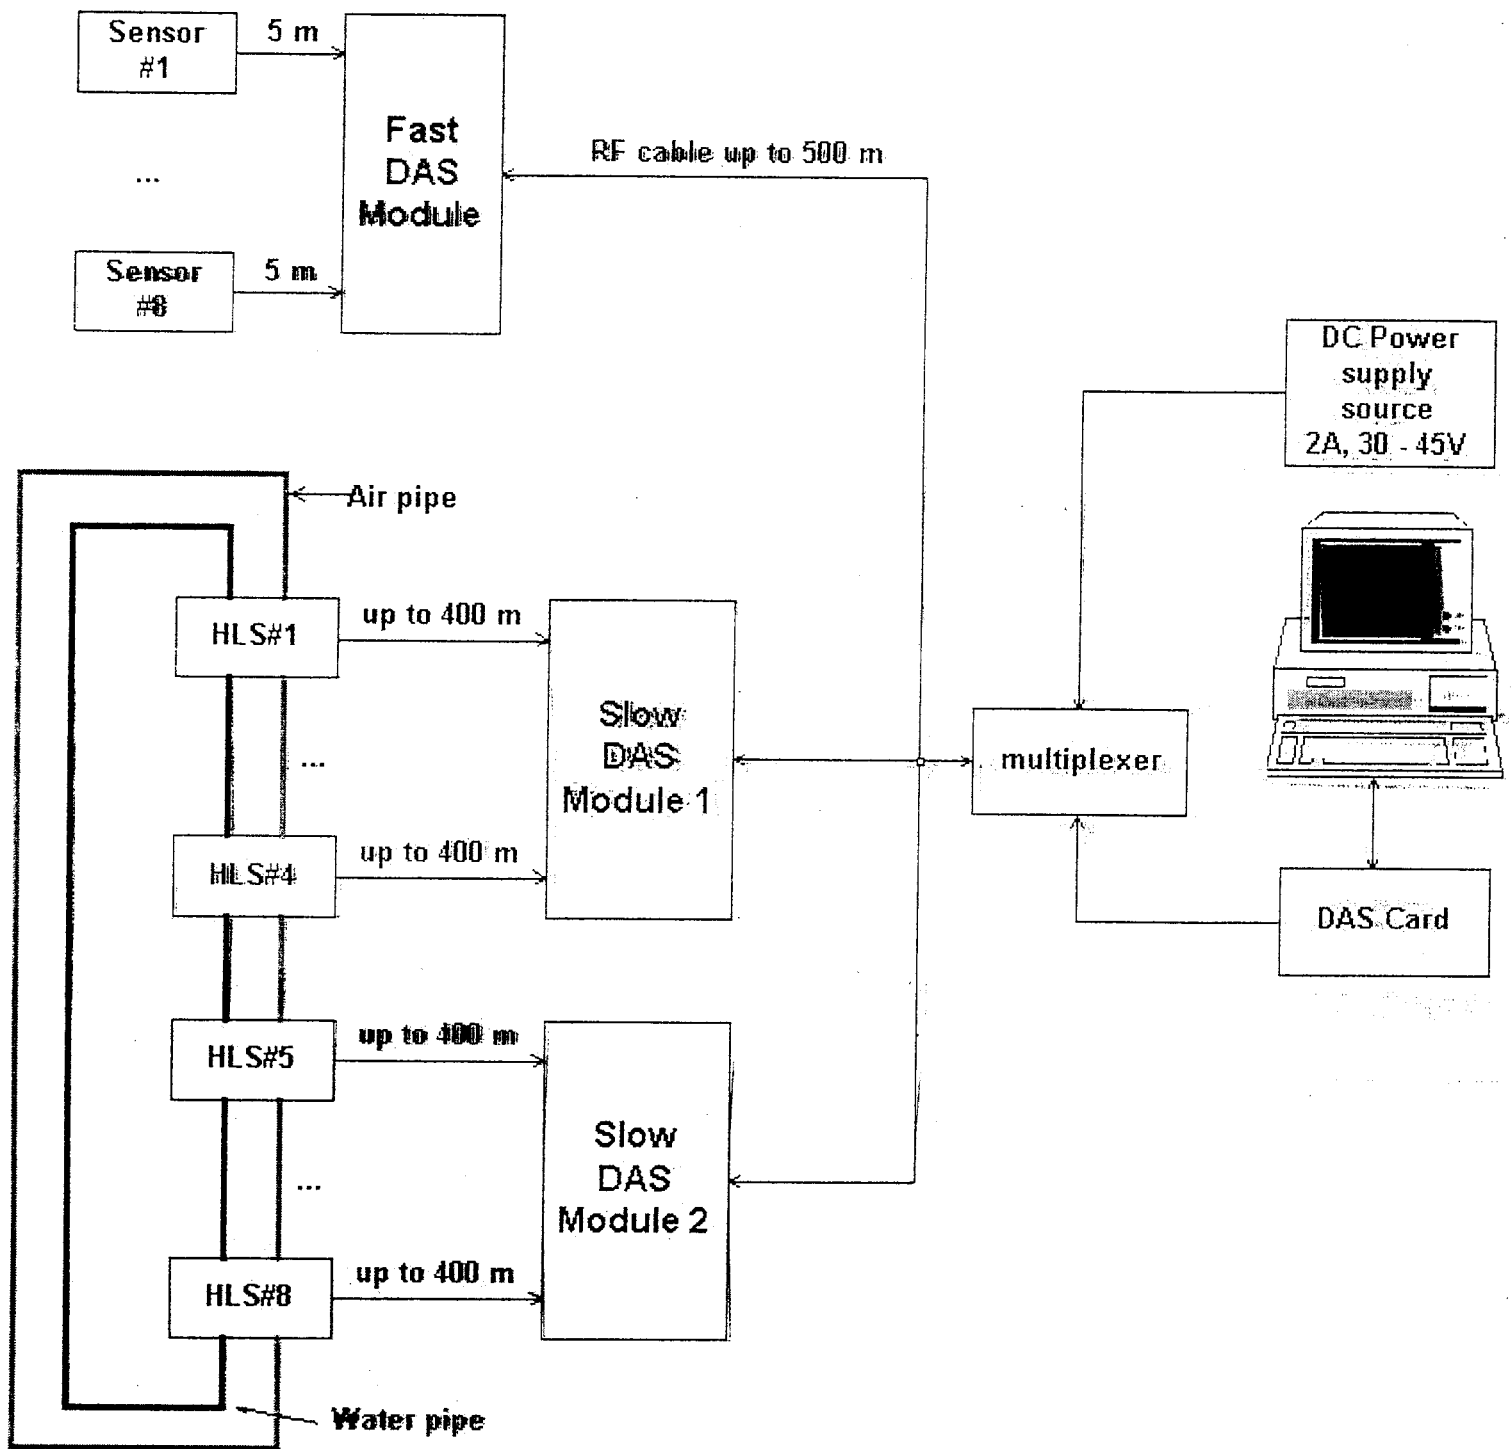 Sensor
#1
5 m
...
Sensor
#8
5 m
Fast
DAS
Module
RF cable up to 500 m
DC Power
supply
source
2A, 30 - 45V
Air pipe
HLS#1
up to 400 m
...
HLS#4
up to 400 m
Slow
DAS
Module 1
multiplexer
DAS Card
HLS#5
up to 400 m
...
HLS#8
up to 400 m
Slow
DAS
Module 2
Water pipe